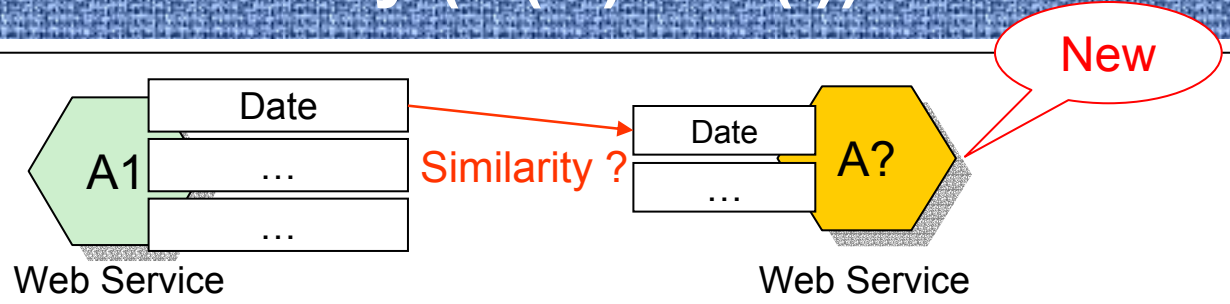 New
Date
A1
…
…
Similarity ?
Date
…
A?
Web Service
Web Service